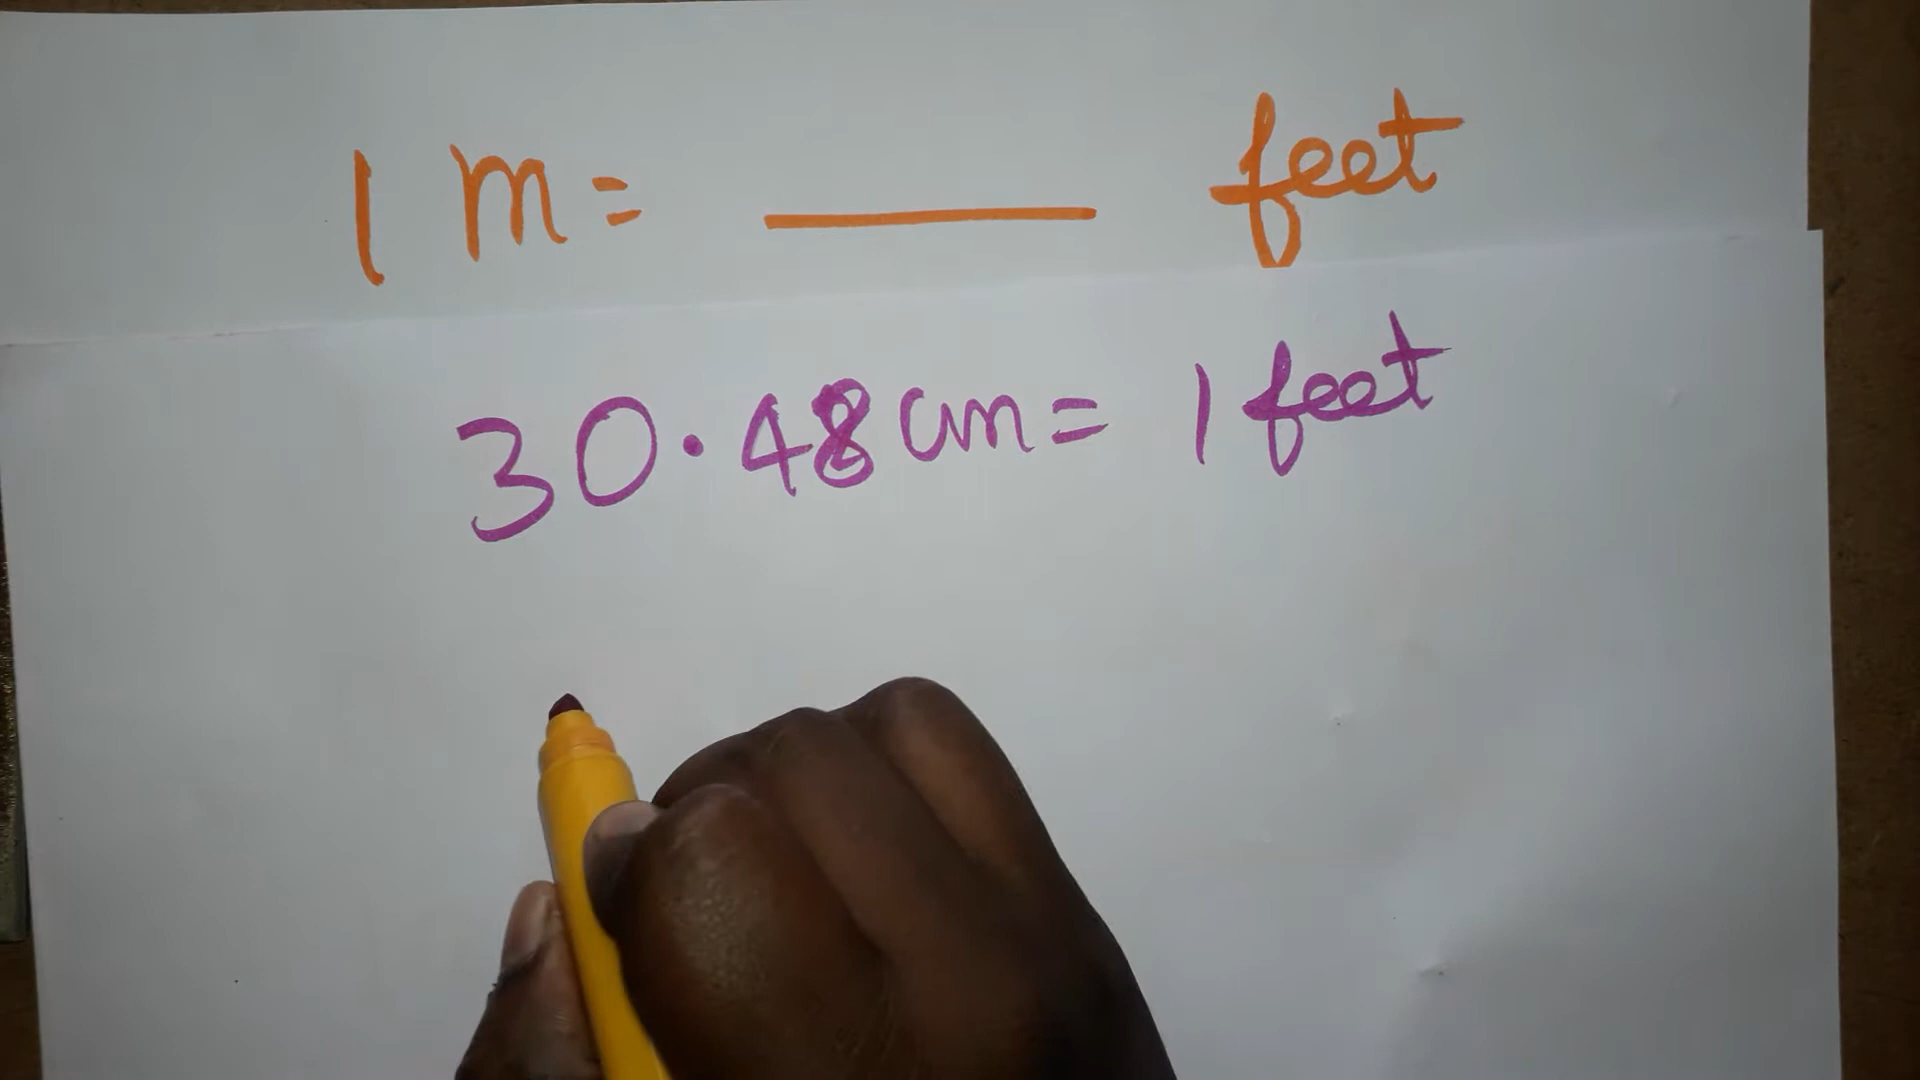 1 m = ______ feet
30.48 cm = 1 feet